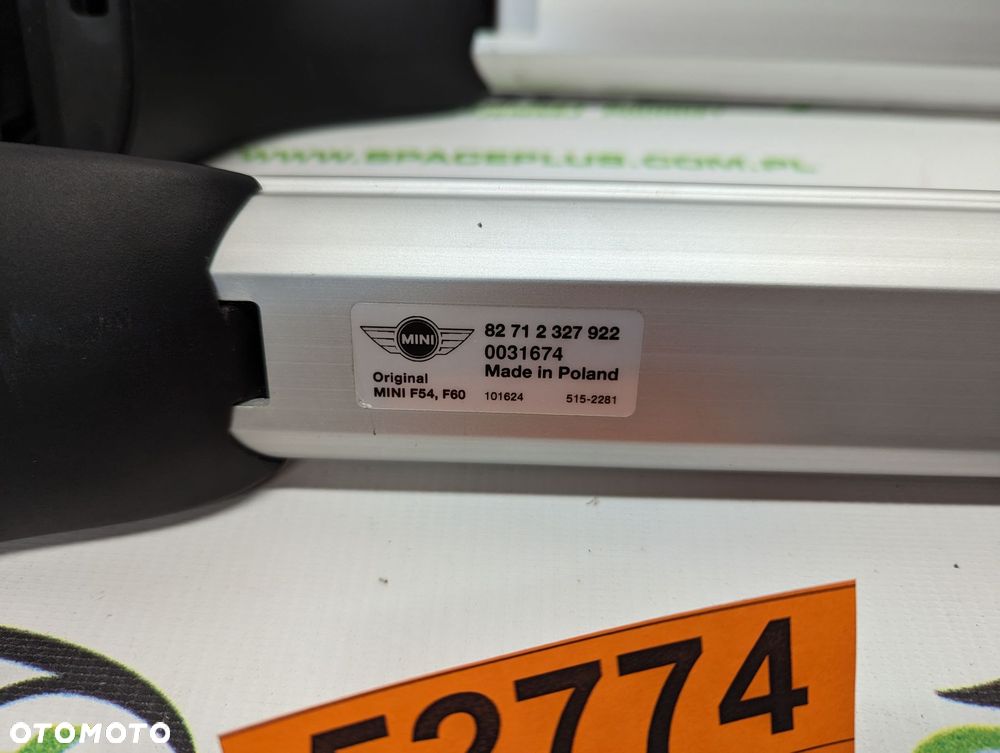 WWW.SPACEPLUS.COM.PL
MINI
82 71 2 327 922
0031674
Made in Poland
Original
MINI F54, F60
101624
515-2281
52774
OTOMOTO